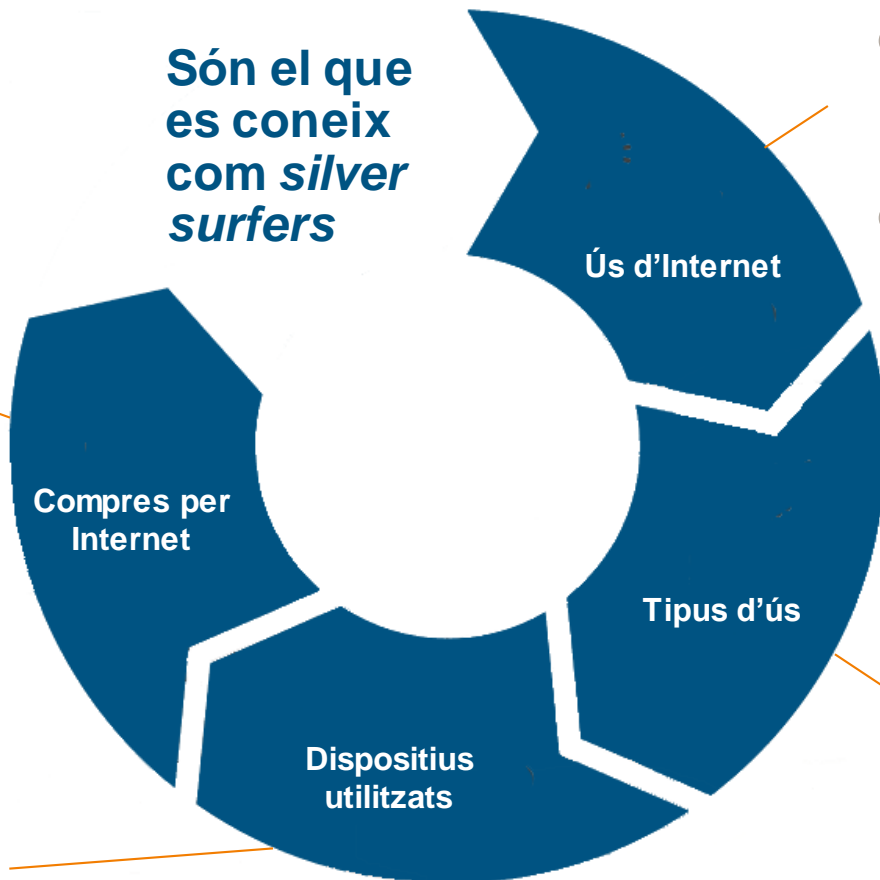 Són el que
es coneix
com silver
surfers
Ús d’Internet
Tipus d’ús
Dispositius
utilitzats
Compres per
Internet